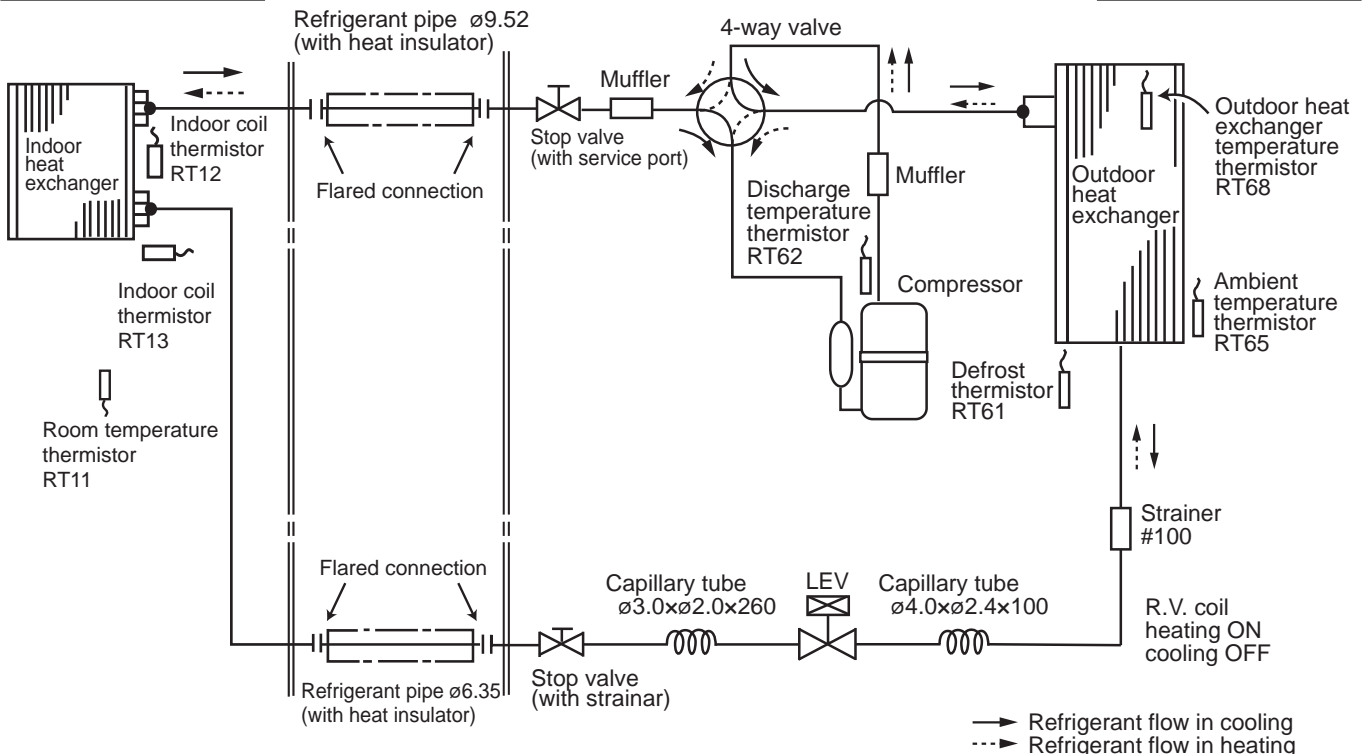 Refrigerant pipe ø9.52
(with heat insulator)
4-way valve
Muffler
Stop valve
(with service port)
Indoor coil
thermistor
RT12
Indoor
heat
exchanger
Flared connection
Outdoor heat
exchanger
temperature
thermistor
RT68
Muffler
Discharge
temperature
thermistor
RT62
Outdoor
heat
exchanger
Compressor
Indoor coil
thermistor
RT13
Ambient
temperature
thermistor
RT65
Defrost
thermistor
RT61
Room temperature
thermistor
RT11
Strainer
#100
Flared connection
Capillary tube
ø3.0×ø2.0×260
LEV
Capillary tube
ø4.0×ø2.4×100
R.V. coil
heating ON
cooling OFF
Refrigerant pipe ø6.35
(with heat insulator)
Stop valve
(with strainar)
Refrigerant flow in cooling
Refrigerant flow in heating